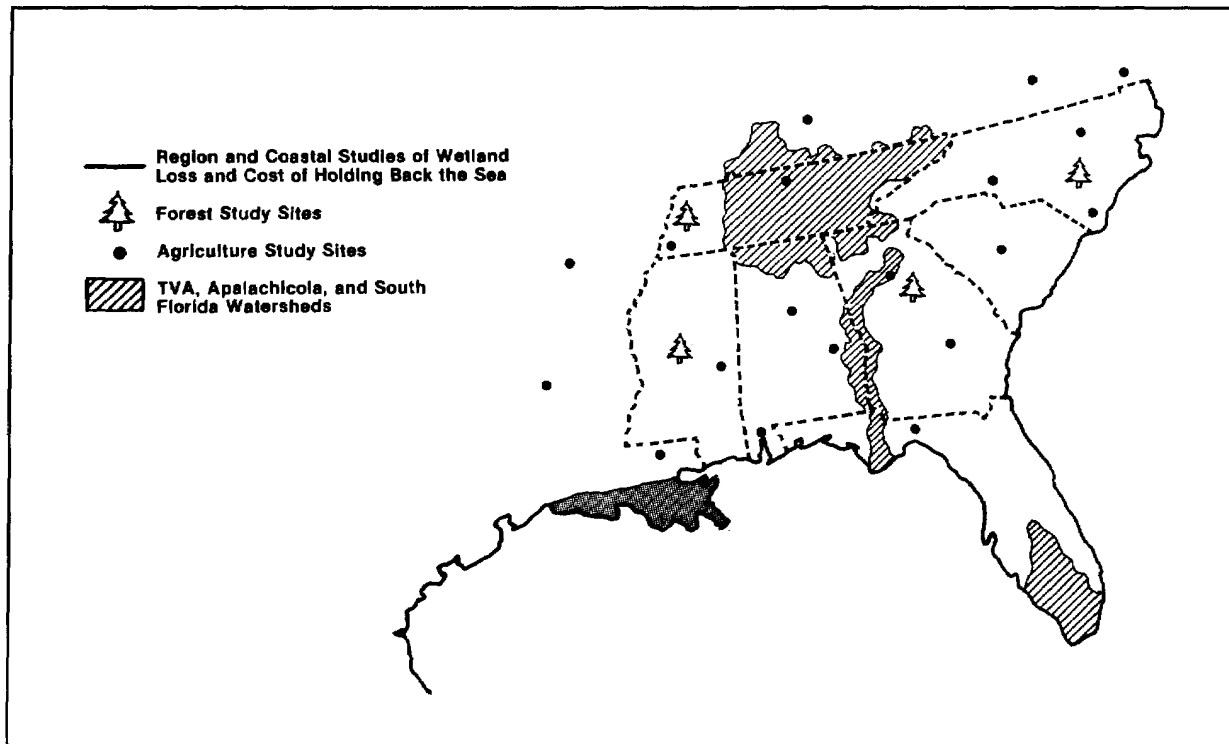 Region and Coastal Studies of Wetland
Loss and Cost of Holding Back the Sea
Forest Study Sites
Agriculture Study Sites
TVA, Apalachicola, and South
Florida Watersheds